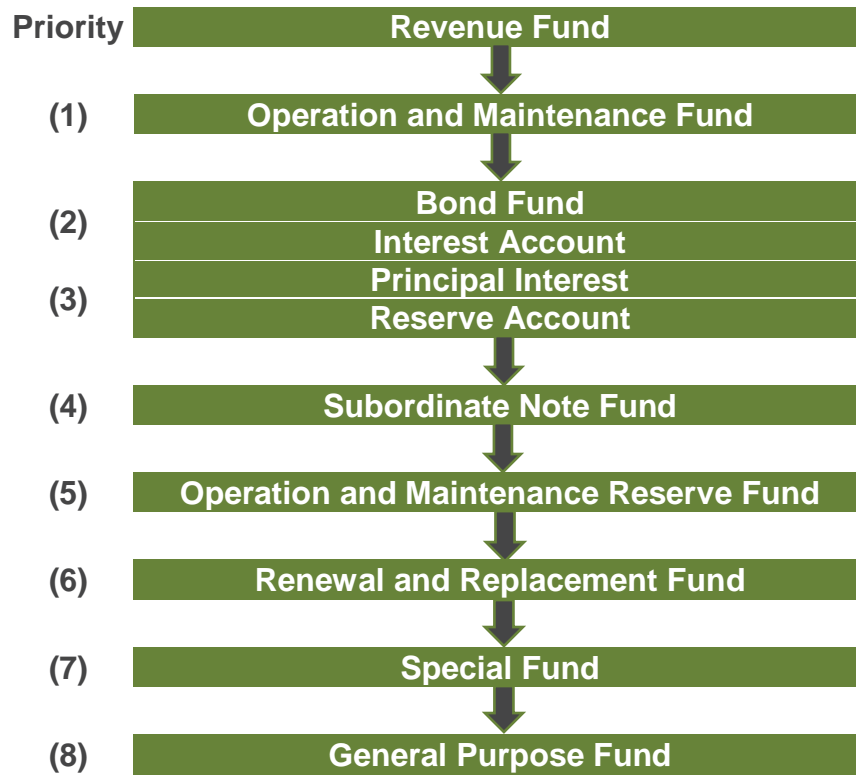 Priority Revenue Fund
(1) Operation and Maintenance Fund
(2) Bond Fund
Interest Account
(3) Principal Interest
Reserve Account
(4) Subordinate Note Fund
(5) Operation and Maintenance Reserve Fund
(6) Renewal and Replacement Fund
(7) Special Fund
(8) General Purpose Fund